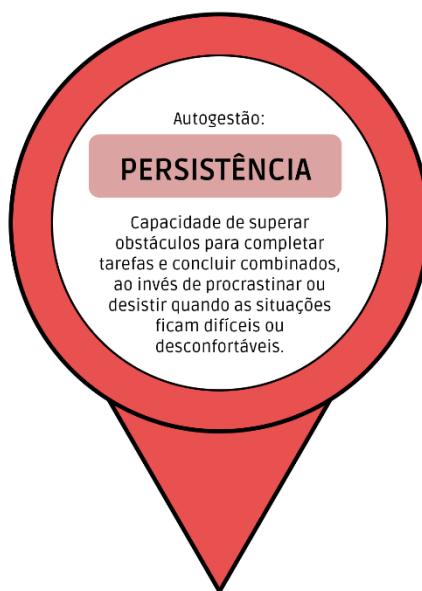 Autogestão:
PERSISTÊNCIA
Capacidade de superar
obstáculos para completar
tarefas e concluir combinados,
ao invés de procrastinar ou
desistir quando as situações
ficam difíceis ou
desconfortáveis.